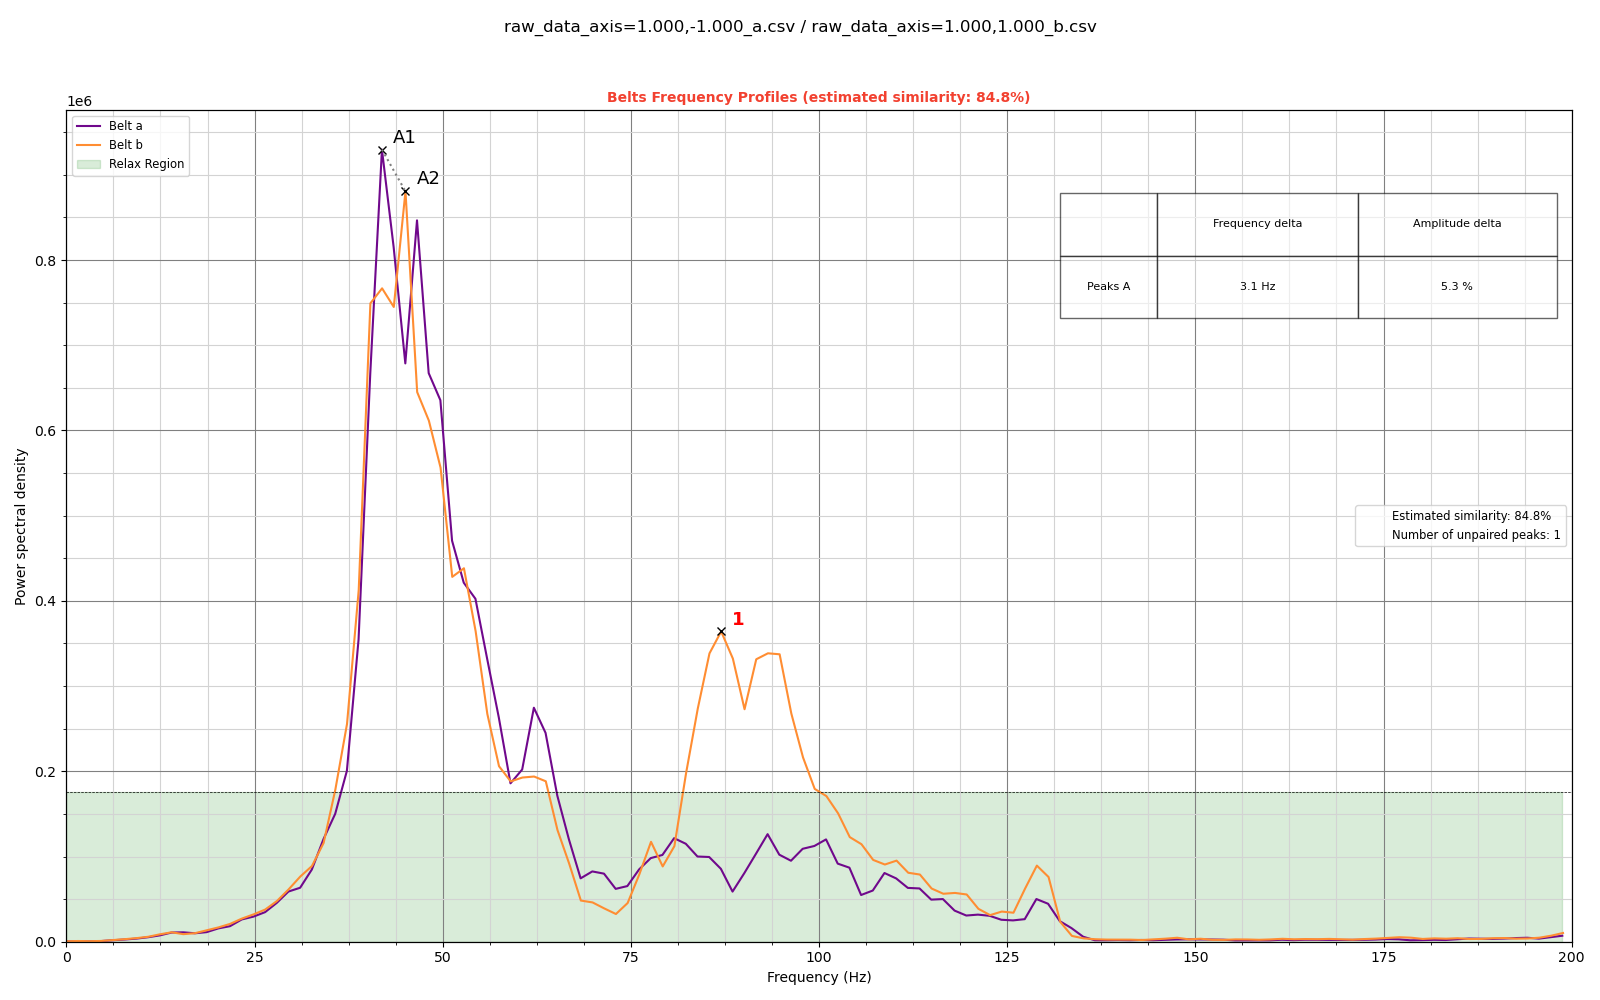 raw_data_axis=1.000,-1.000_a.csv / raw_data_axis=1.000,1.000_b.csv
Belts Frequency Profiles (estimated similarity: 84.8%)
1e6
Belt a
Belt b
Relax Region
A1
A2
Frequency delta
Amplitude delta
Peaks A
3.1 Hz
5.3 %
Estimated similarity: 84.8%
Number of unpaired peaks: 1
1
Power spectral density
0.8
0.6
0.4
0.2
0.0
0
25
50
75
100
125
150
175
200
Frequency (Hz)